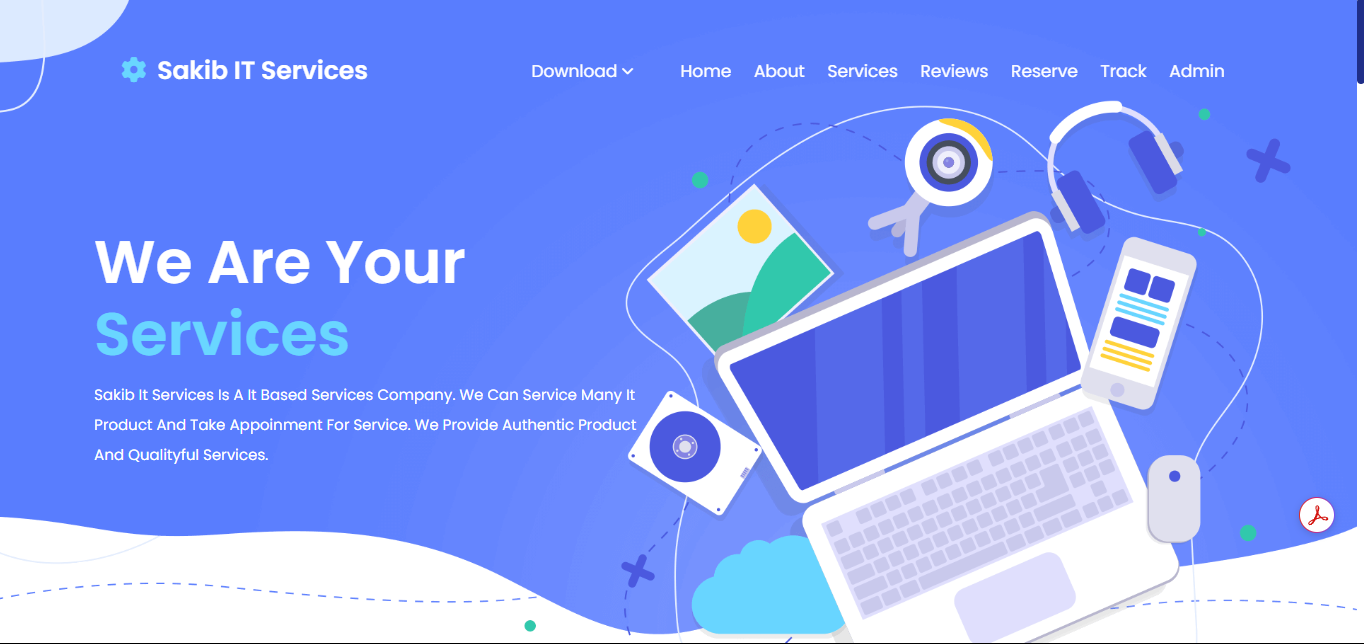 Sakib IT Services
Download Home About Services Reviews Reserve Track Admin
We Are Your
Services
Sakib It Services Is A It Based Services Company. We Can Service Many It
Product And Take Appoinment For Service. We Provide Authentic Product
And Qualityful Services.